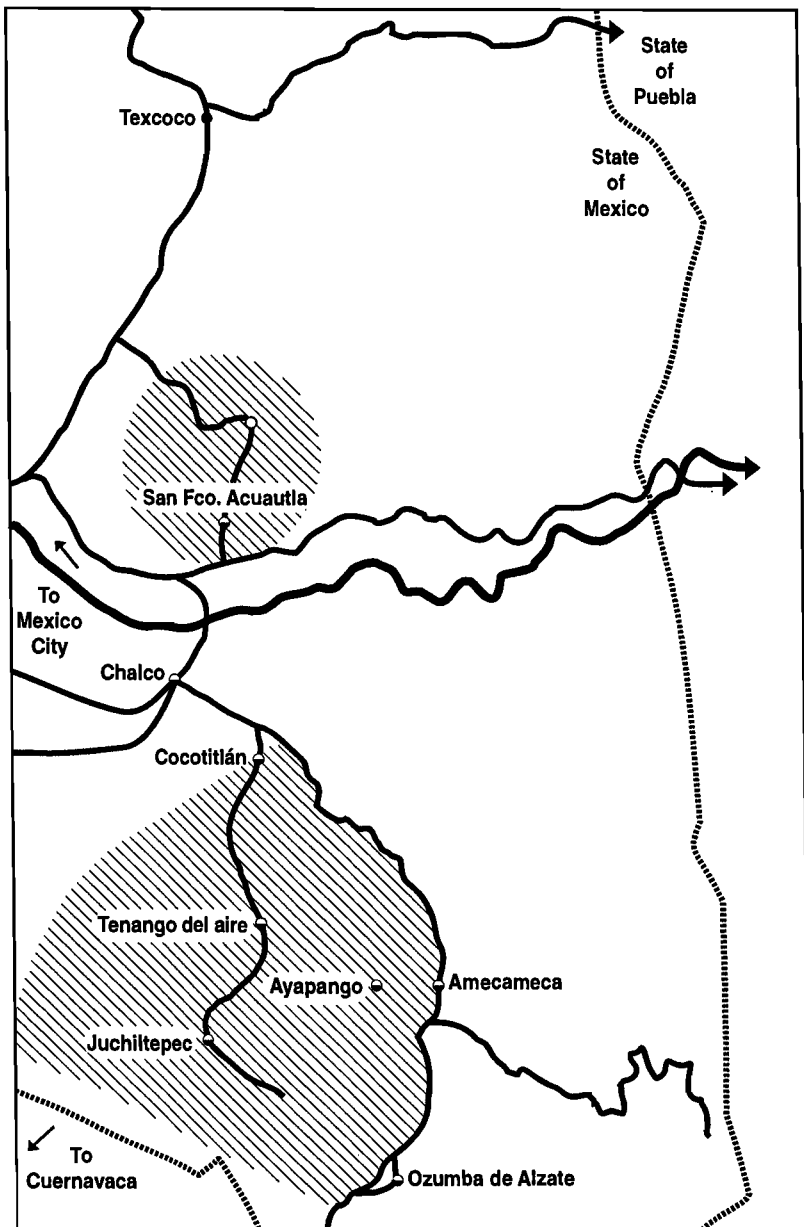 State
of
Puebla
Texcoco
State
of
Mexico
San Fco. Acuautla
To
Mexico
City
Chalco
Cocotitlán
Tenango del aire
Ayapango
Amecameca
Juchiltepec
To
Cuernavaca
Ozumba de Alzate